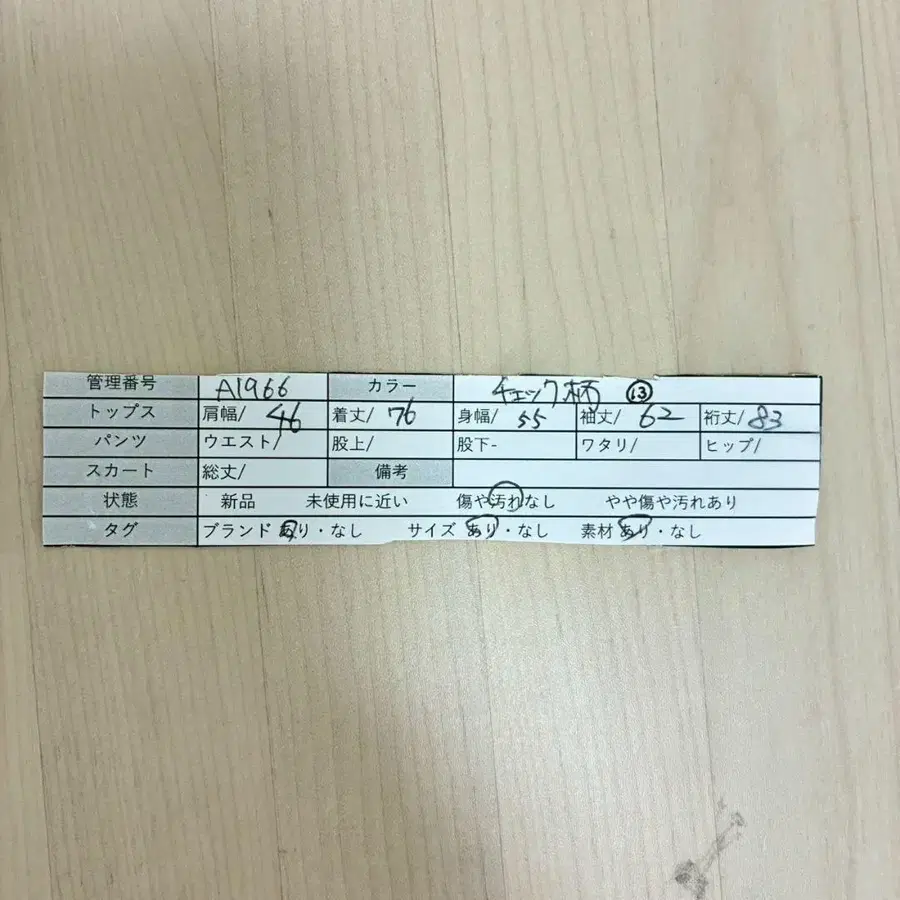 管理番号 A1966 カラー チェック柄 ⑬
トップス 肩幅/ 46 着丈/ 76 身幅/ 55 袖丈/ 62 裄丈/ 83
パンツ ウエスト/ 股上/ 股下- ワタリ/ ヒップ/
スカート 総丈/ 備考
状態 新品 未使用に近い 傷や汚れなし やや傷や汚れあり
タグ ブランド あり・なし サイズ あり・なし 素材 あり・なし